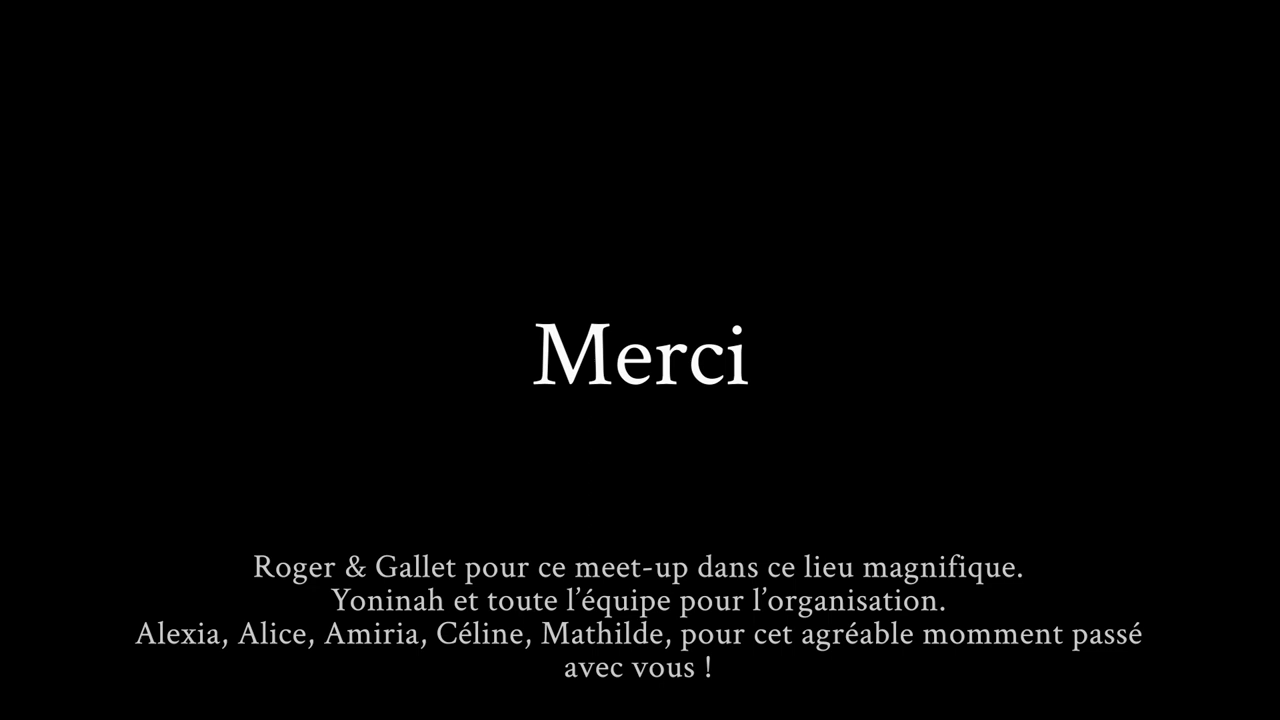 Merci
Roger & Gallet pour ce meet-up dans ce lieu magnifique.
Yoninah et toute l’équipe pour l’organisation.
Alexia, Alice, Amiria, Céline, Mathilde, pour cet agréable momment passé
avec vous !